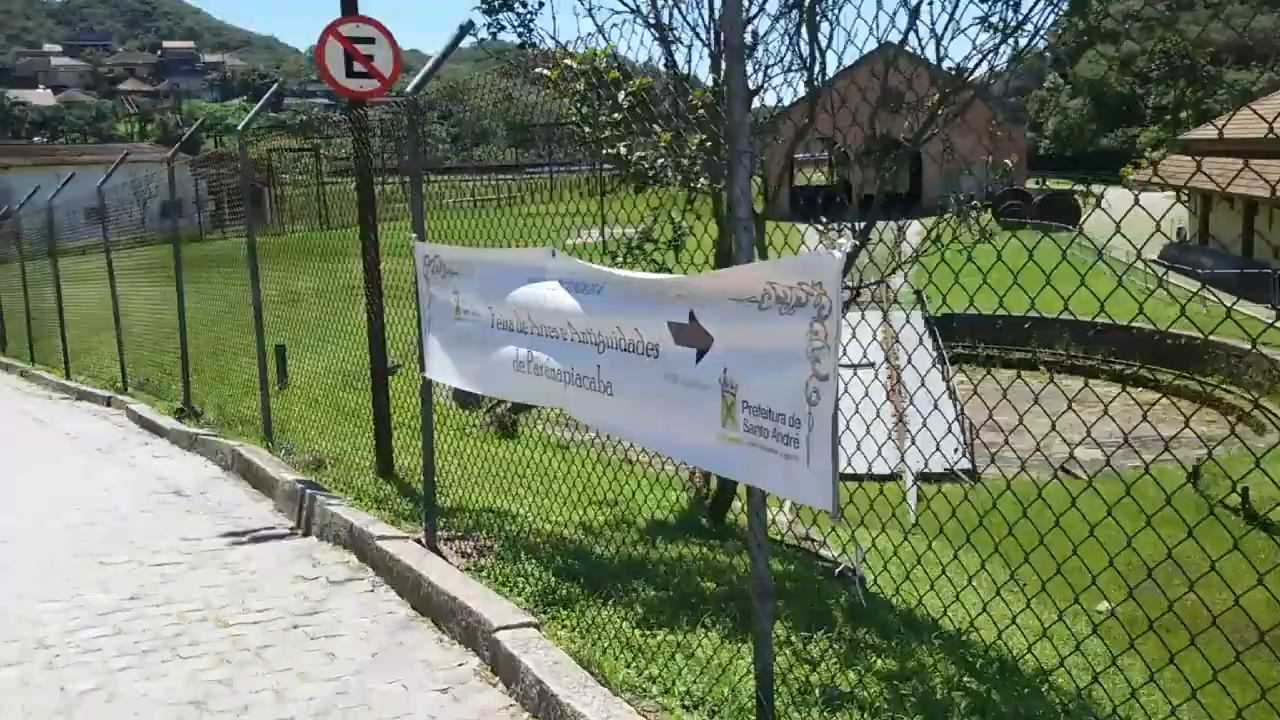 E
Feira de Artes e Antiguidades
de Paranapiacaba
Prefeitura de
Santo André